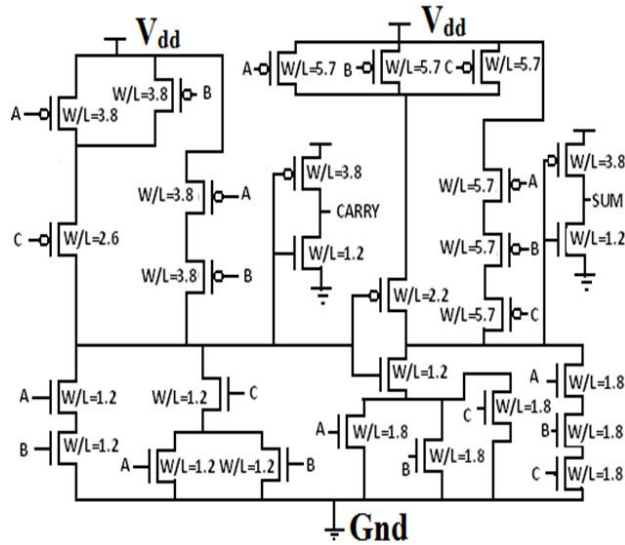 Vdd Vdd
A W/L=3.8 W/L=3.8 B
A W/L=5.7 B W/L=5.7 C W/L=5.7
W/L=3.8 A
W/L=3.8
CARRY
W/L=5.7 A
W/L=3.8
SUM
C W/L=2.6
W/L=3.8 B
W/L=1.2
W/L=5.7 B
W/L=1.2
W/L=2.2
W/L=5.7 C
A W/L=1.2
W/L=1.2 C
W/L=1.2
A W/L=1.8
B W/L=1.2
A W/L=1.2 W/L=1.2 B
A W/L=1.8
B W/L=1.8
C W/L=1.8
B W/L=1.8
C W/L=1.8
Gnd